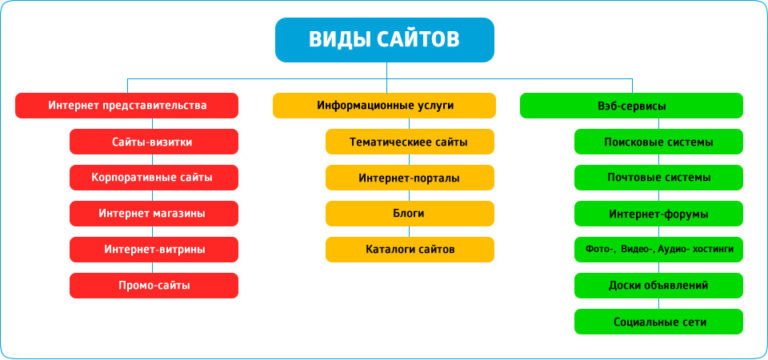 ВИДЫ САЙТОВ
Интернет представительства
Сайты-визитки
Корпоративные сайты
Интернет магазины
Интернет-витрины
Промо-сайты
Информационные услуги
Тематическиее сайты
Интернет-порталы
Блоги
Каталоги сайтов
Вэб-сервисы
Поисковые системы
Почтовые системы
Интернет-форумы
Фото-, Видео-, Аудио- хостинги
Доски объявлений
Социальные сети